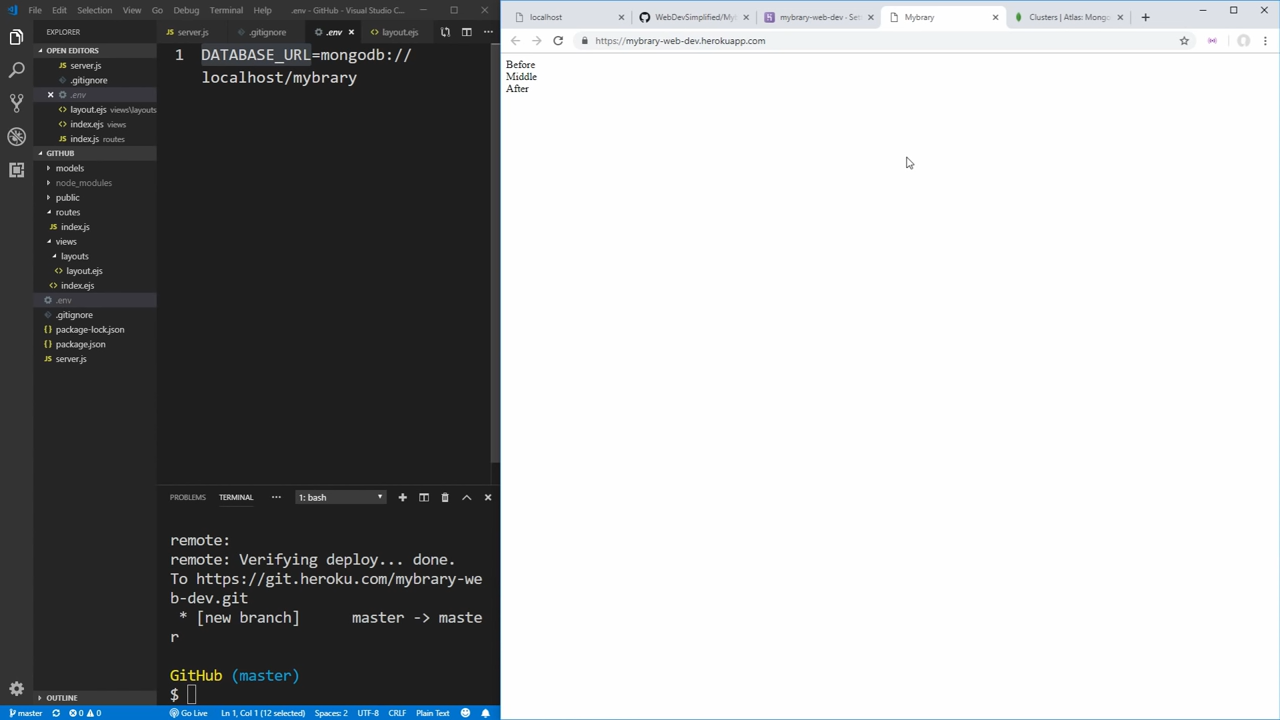 File Edit Selection View Go Debug Terminal Help .env - GitHub - Visual Studio C...
EXPLORER
OPEN EDITORS
server.js
.gitignore
.env
layout.ejs views\layouts
index.ejs views
index.js routes
GITHUB
models
node_modules
public
routes
index.js
views
layouts
layout.ejs
index.ejs
.env
.gitignore
package-lock.json
package.json
server.js
OUTLINE
server.js .gitignore .env layout.ejs
1 DATABASE_URL=mongodb://
localhost/mybrary
PROBLEMS TERMINAL ... 1: bash
remote:
remote: Verifying deploy... done.
To https://git.heroku.com/mybrary-we
b-dev.git
* [new branch] master -> maste
r
GitHub (master)
$
master 0 0 Go Live Ln 1, Col 1 (12 selected) Spaces: 2 UTF-8 CRLF Plain Text
localhost WebDevSimplified/My mybrary-web-dev · Set Mybrary Clusters | Atlas: Mongo
https://mybrary-web-dev.herokuapp.com
Before
Middle
After